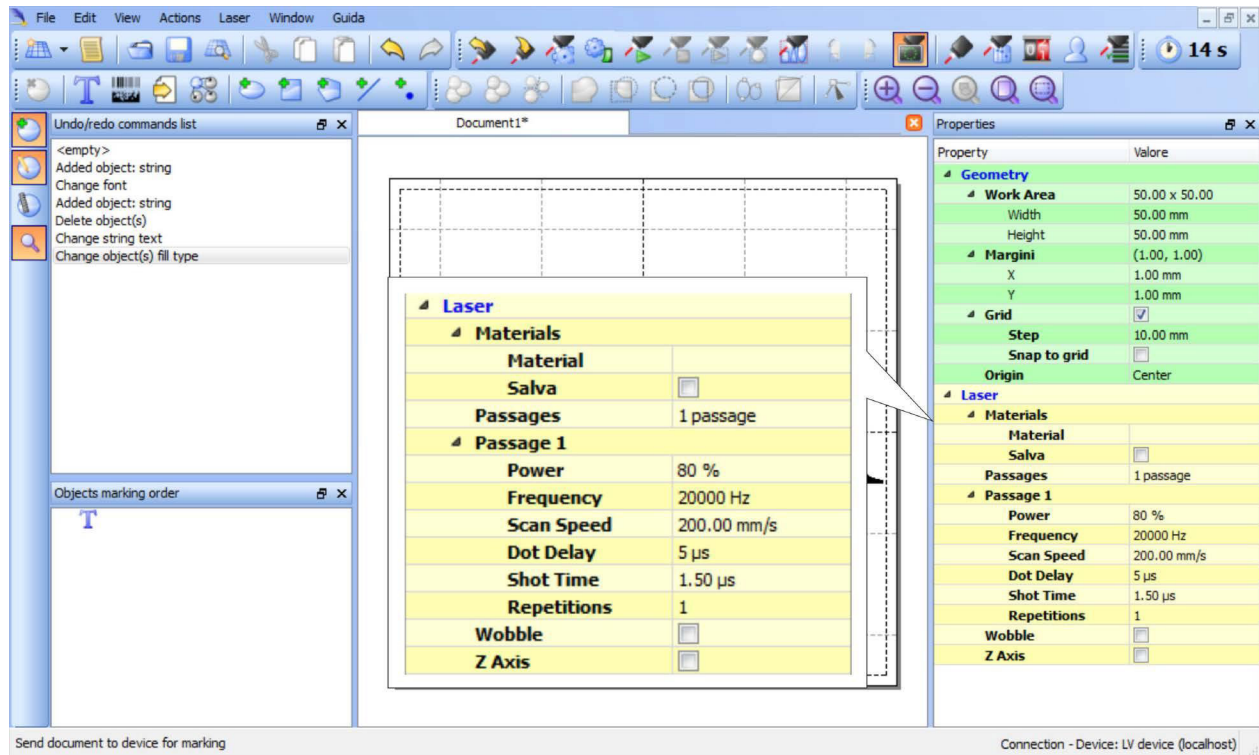 File Edit View Actions Laser Window Guida
14 s
Undo/redo commands list
<empty>
Added object: string
Change font
Added object: string
Delete object(s)
Change string text
Change object(s) fill type
Objects marking order
T
Document1*
Laser
Materials
Material
Salva
Passages 1 passage
Passage 1
Power 80 %
Frequency 20000 Hz
Scan Speed 200.00 mm/s
Dot Delay 5 µs
Shot Time 1.50 µs
Repetitions 1
Wobble
Z Axis
Properties
Property Valore
Geometry
Work Area 50.00 x 50.00
Width 50.00 mm
Height 50.00 mm
Margini (1.00, 1.00)
X 1.00 mm
Y 1.00 mm
Grid
Step 10.00 mm
Snap to grid
Origin Center
Laser
Materials
Material
Salva
Passages 1 passage
Passage 1
Power 80 %
Frequency 20000 Hz
Scan Speed 200.00 mm/s
Dot Delay 5 µs
Shot Time 1.50 µs
Repetitions 1
Wobble
Z Axis
Send document to device for marking
Connection - Device: LV device (localhost)